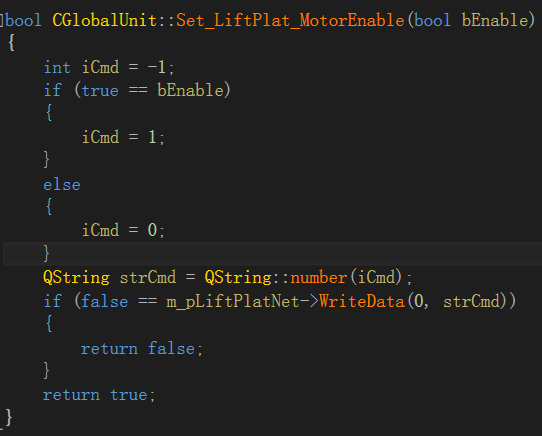 bool CGlobalUnit::Set_LiftPlat_MotorEnable(bool bEnable)
{
int iCmd = -1;
if (true == bEnable)
{
iCmd = 1;
}
else
{
iCmd = 0;
}
QString strCmd = QString::number(iCmd);
if (false == m_pLiftPlatNet->WriteData(0, strCmd))
{
return false;
}
return true;
}